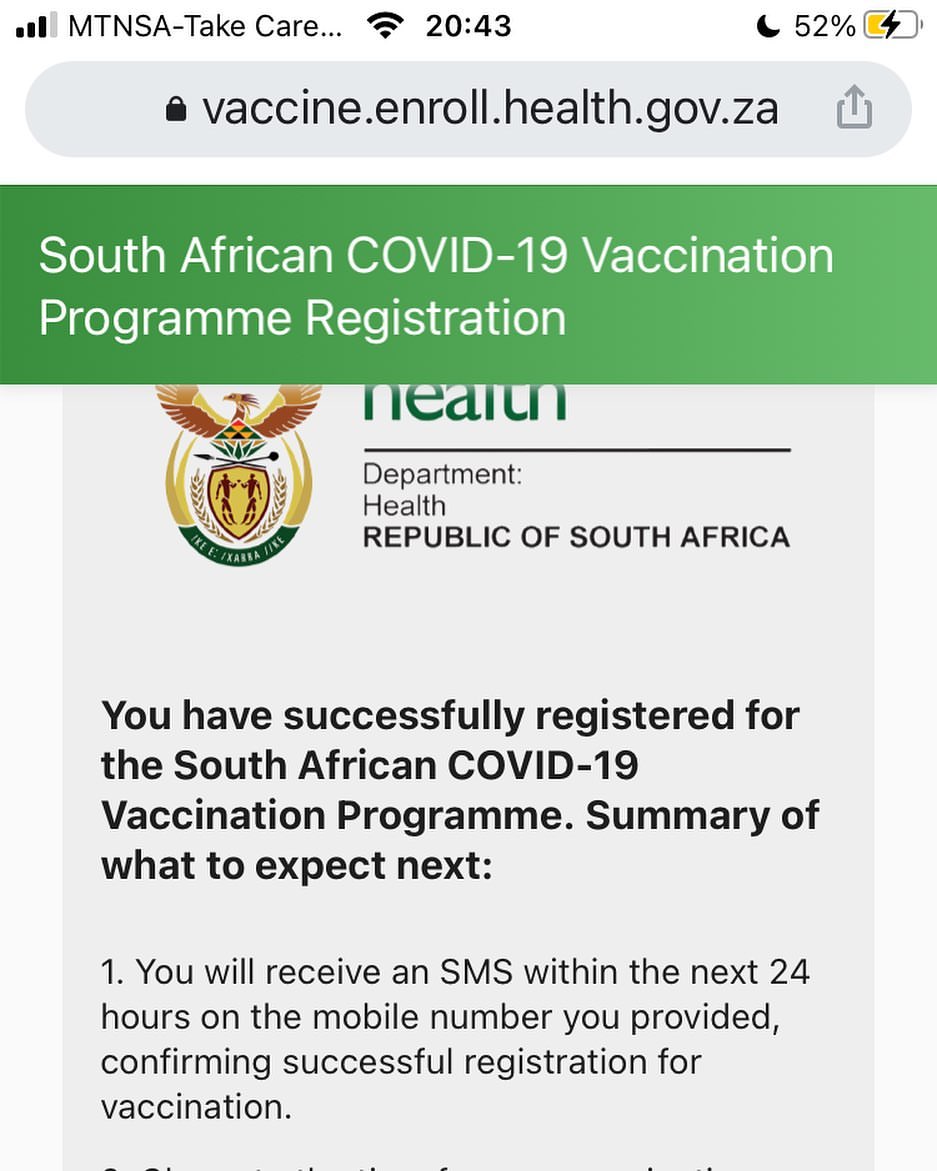 MTNSA-Take Care... 20:43 52%
vaccine.enroll.health.gov.za
South African COVID-19 Vaccination
Programme Registration
health
Department:
Health
REPUBLIC OF SOUTH AFRICA
!KE E: /XARRA //KE
You have successfully registered for
the South African COVID-19
Vaccination Programme. Summary of
what to expect next:
1. You will receive an SMS within the next 24
hours on the mobile number you provided,
confirming successful registration for
vaccination.